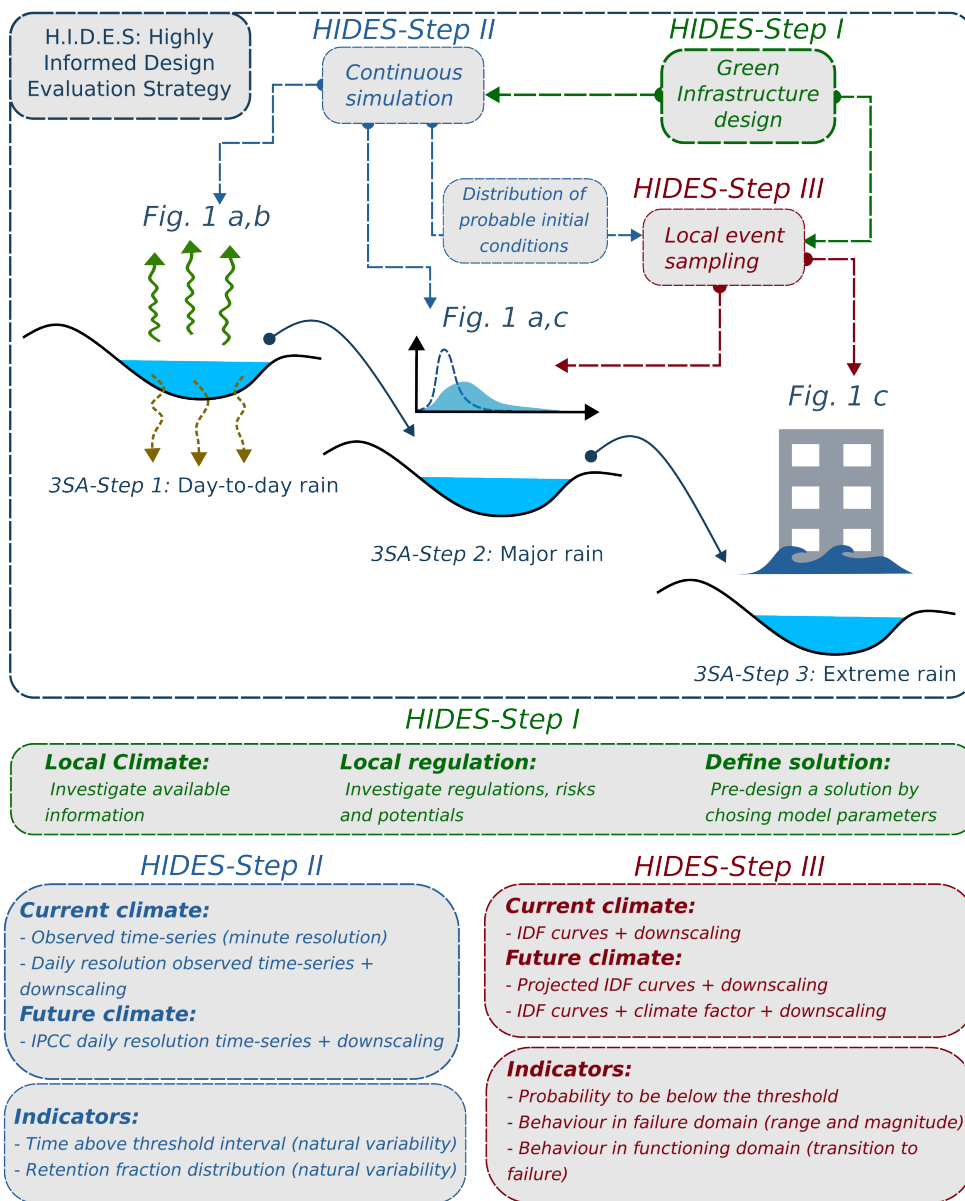 H.I.D.E.S: Highly
Informed Design
Evaluation Strategy
HIDES-Step II
Continuous
simulation
HIDES-Step I
Green
Infrastructure
design
Distribution of
probable initial
conditions
HIDES-Step III
Local event
sampling
Fig. 1 a,b
Fig. 1 a,c
Fig. 1 c
3SA-Step 1: Day-to-day rain
3SA-Step 2: Major rain
3SA-Step 3: Extreme rain
HIDES-Step I
Local Climate:
Investigate available
information
Local regulation:
Investigate regulations, risks
and potentials
Define solution:
Pre-design a solution by
chosing model parameters
HIDES-Step II
Current climate:
- Observed time-series (minute resolution)
- Daily resolution observed time-series +
downscaling
Future climate:
- IPCC daily resolution time-series + downscaling
Indicators:
- Time above threshold interval (natural variability)
- Retention fraction distribution (natural variability)
HIDES-Step III
Current climate:
- IDF curves + downscaling
Future climate:
- Projected IDF curves + downscaling
- IDF curves + climate factor + downscaling
Indicators:
- Probability to be below the threshold
- Behaviour in failure domain (range and magnitude)
- Behaviour in functioning domain (transition to
failure)